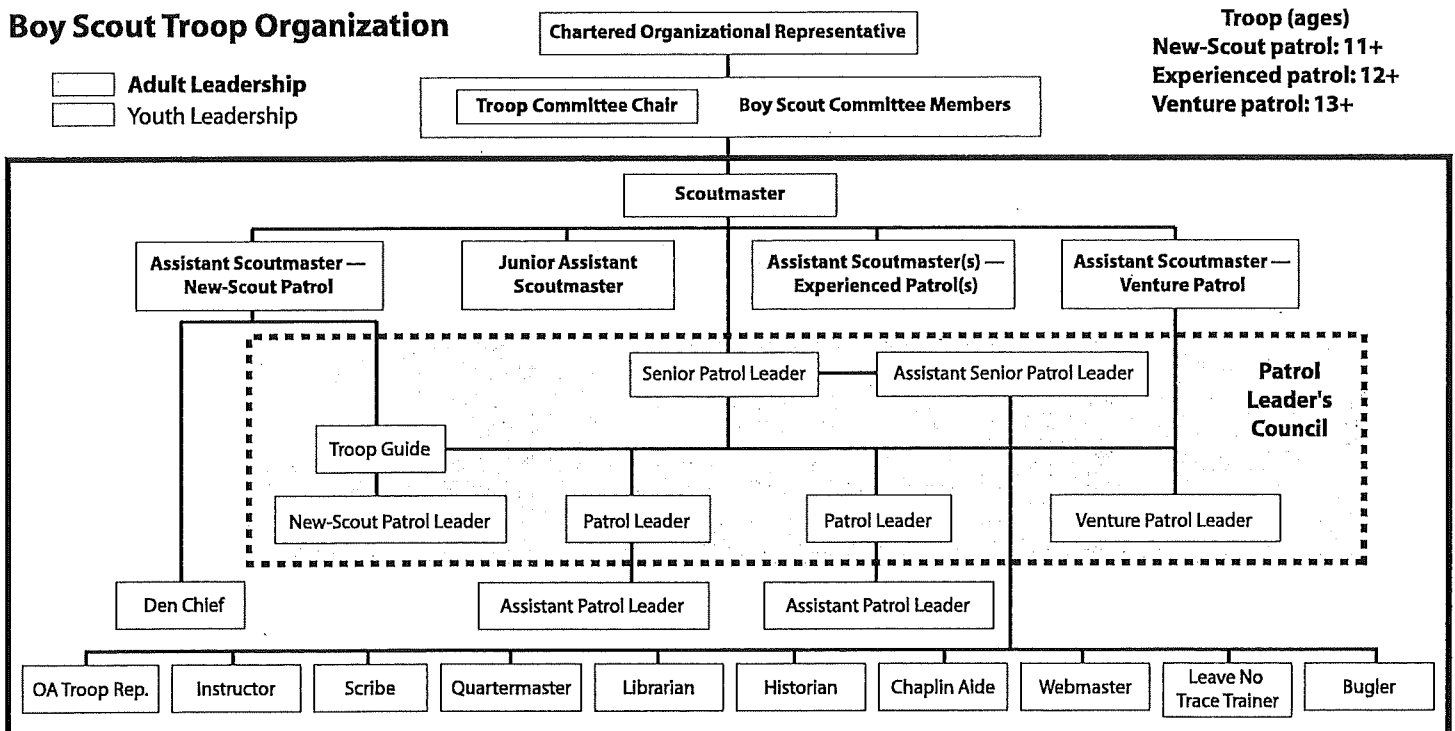 Boy Scout Troop Organization
Adult Leadership
Youth Leadership
Chartered Organizational Representative
Troop Committee Chair
Boy Scout Committee Members
Troop (ages)
New-Scout patrol: 11+
Experienced patrol: 12+
Venture patrol: 13+
Scoutmaster
Assistant Scoutmaster —
New-Scout Patrol
Junior Assistant
Scoutmaster
Assistant Scoutmaster(s) —
Experienced Patrol(s)
Assistant Scoutmaster —
Venture Patrol
Senior Patrol Leader
Assistant Senior Patrol Leader
Patrol
Leader's
Council
Troop Guide
New-Scout Patrol Leader
Patrol Leader
Patrol Leader
Venture Patrol Leader
Den Chief
Assistant Patrol Leader
Assistant Patrol Leader
OA Troop Rep.
Instructor
Scribe
Quartermaster
Librarian
Historian
Chaplin Aide
Webmaster
Leave No
Trace Trainer
Bugler